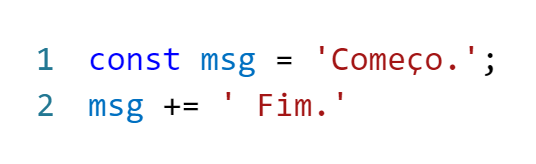 1 const msg = 'Começo.';
2 msg += ' Fim.'